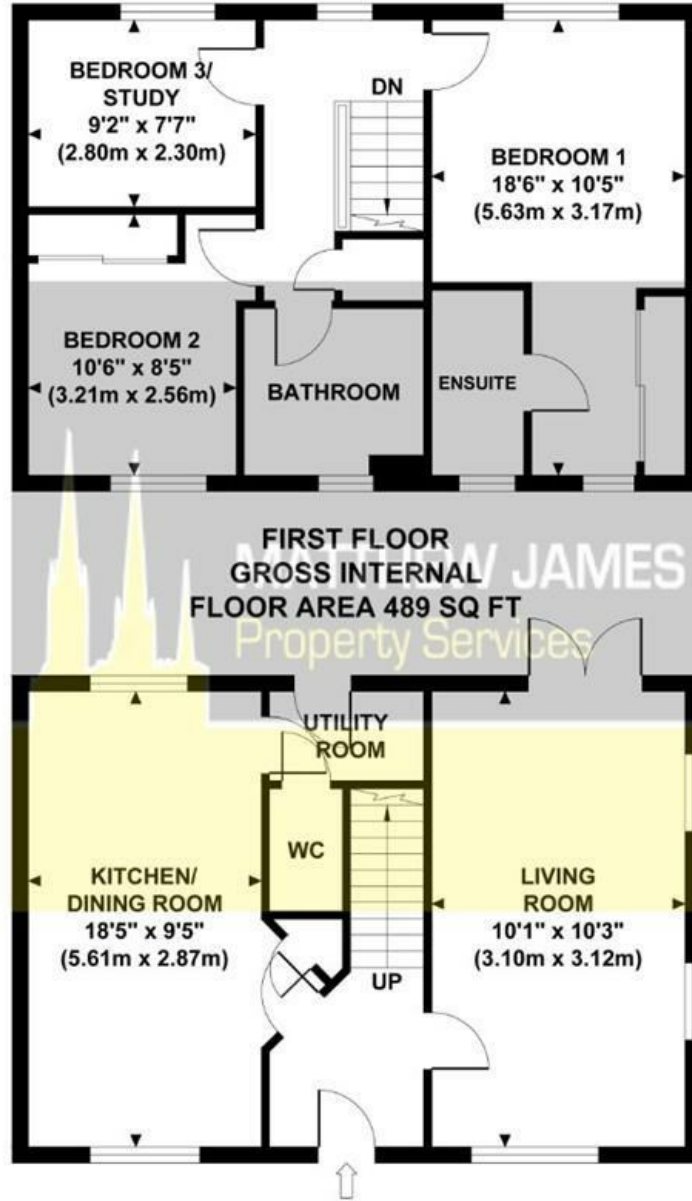 BEDROOM 3/
STUDY
9'2" x 7'7"
(2.80m x 2.30m)
DN
BEDROOM 1
18'6" x 10'5"
(5.63m x 3.17m)
BEDROOM 2
10'6" x 8'5"
(3.21m x 2.56m)
BATHROOM
ENSUITE
FIRST FLOOR
GROSS INTERNAL
FLOOR AREA 489 SQ FT
MATTHEW JAMES
Property Services
UTILITY
ROOM
WC
KITCHEN/
DINING ROOM
18'5" x 9'5"
(5.61m x 2.87m)
LIVING
ROOM
10'1" x 10'3"
(3.10m x 3.12m)
UP